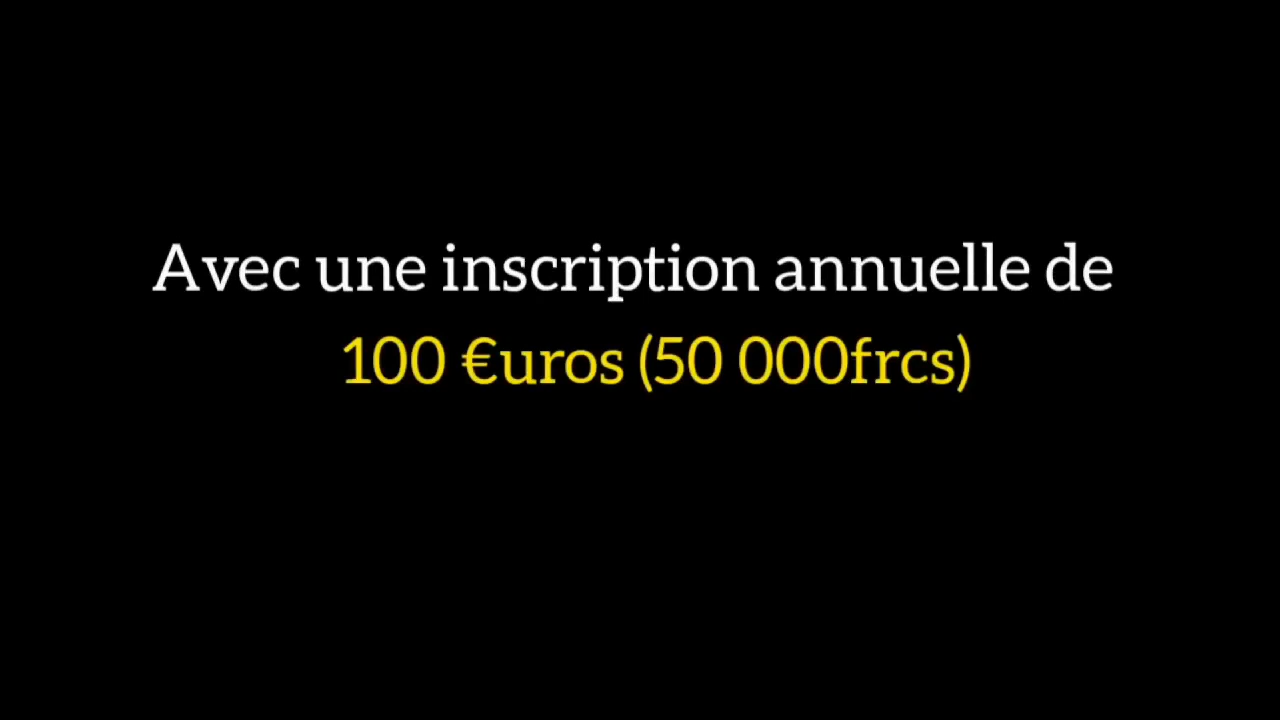 Avec une inscription annuelle de
100 €uros (50 000frcs)